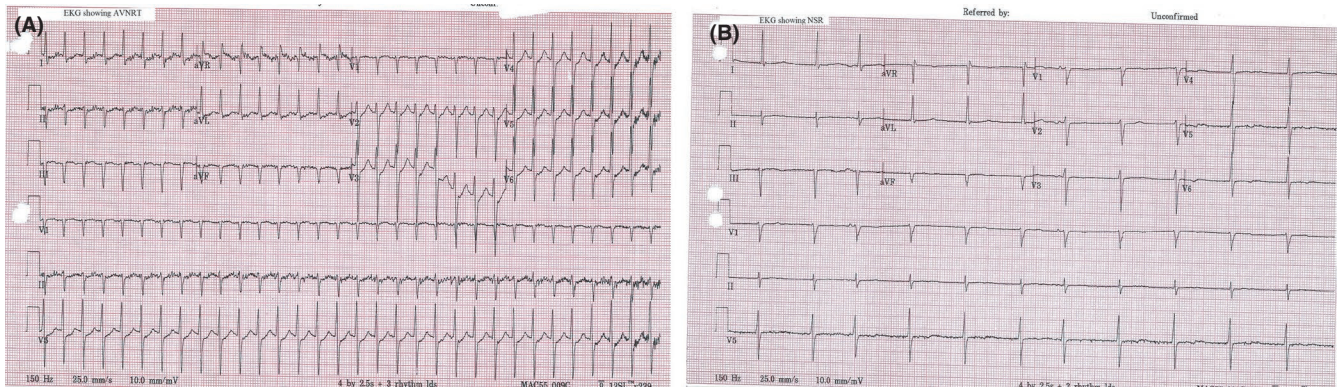 (A)
EKG showing AVNRT
I
aVR
V1
V4
II
aVL
V2
V5
III
aVF
V3
V6
V1
II
V5
150 Hz 25.0 mm/s 10.0 mm/mV 4 by 2.5s + 3 rhythm lds MAC55 009C
(B)
EKG showing NSR
Referred by: Unconfirmed
I
aVR
V1
V4
II
aVL
V2
V5
III
aVF
V3
V6
V1
II
V5
150 Hz 25.0 mm/s 10.0 mm/mV 4 by 2.5s + 3 rhythm lds